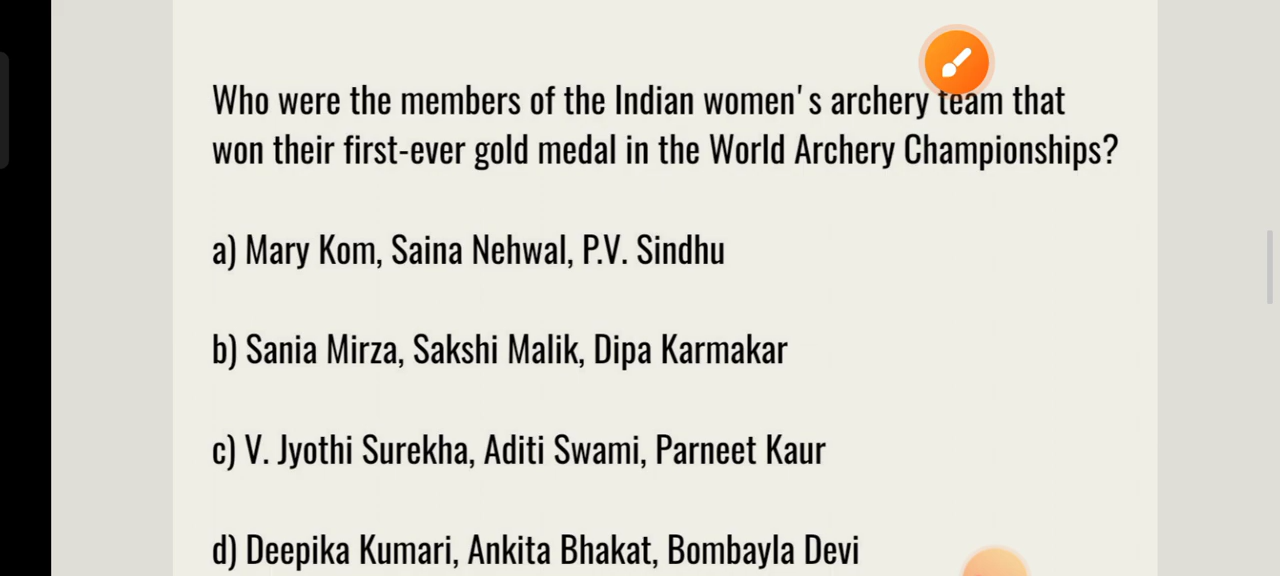 Who were the members of the Indian women's archery team that
won their first-ever gold medal in the World Archery Championships?
a) Mary Kom, Saina Nehwal, P.V. Sindhu
b) Sania Mirza, Sakshi Malik, Dipa Karmakar
c) V. Jyothi Surekha, Aditi Swami, Parneet Kaur
d) Deepika Kumari, Ankita Bhakat, Bombayla Devi